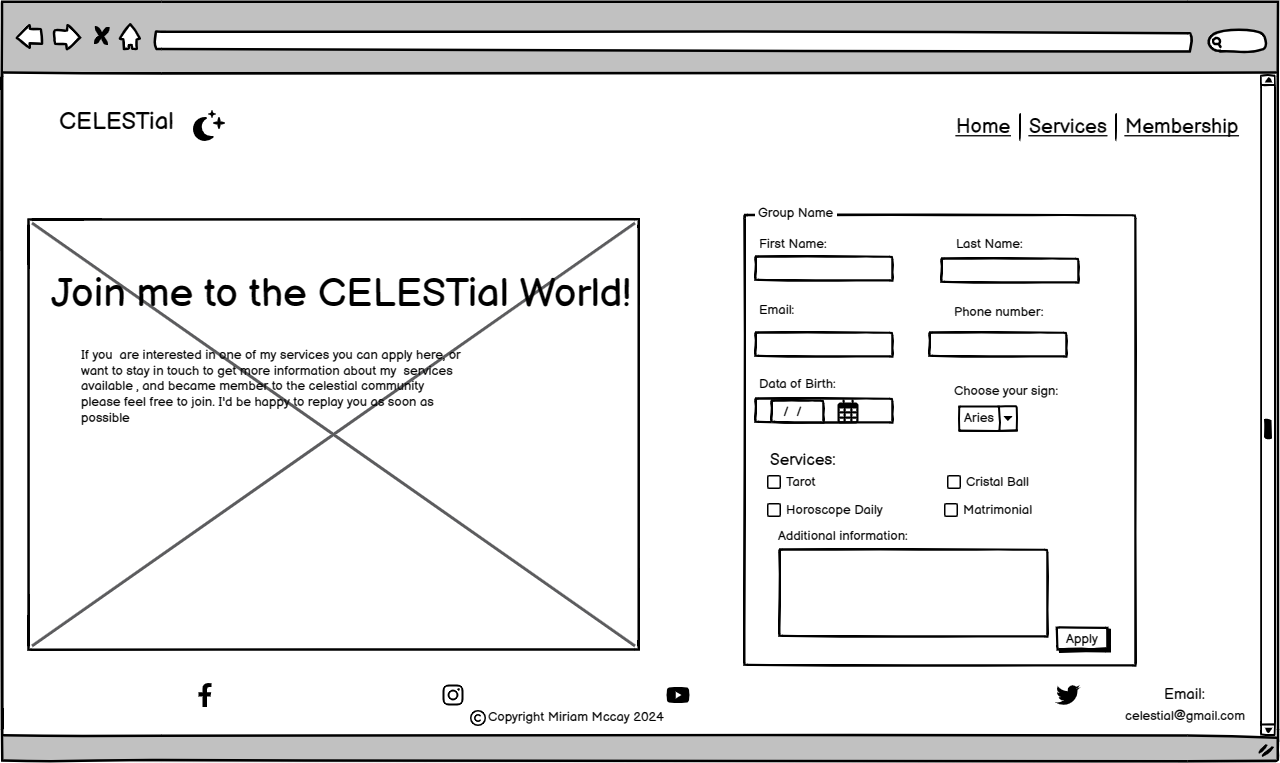 CELESTial
Home
Services
Membership
Join me to the CELESTial World!
If you are interested in one of my services you can apply here, or
want to stay in touch to get more information about my services
available , and became member to the celestial community
please feel free to join. I'd be happy to replay you as soon as
possible
Group Name
First Name:
Last Name:
Email:
Phone number:
Data of Birth:
/ /
Choose your sign:
Aries
Services:
Tarot
Cristal Ball
Horoscope Daily
Matrimonial
Additional information:
Apply
© Copyright Miriam Mccay 2024
Email:
celestial@gmail.com